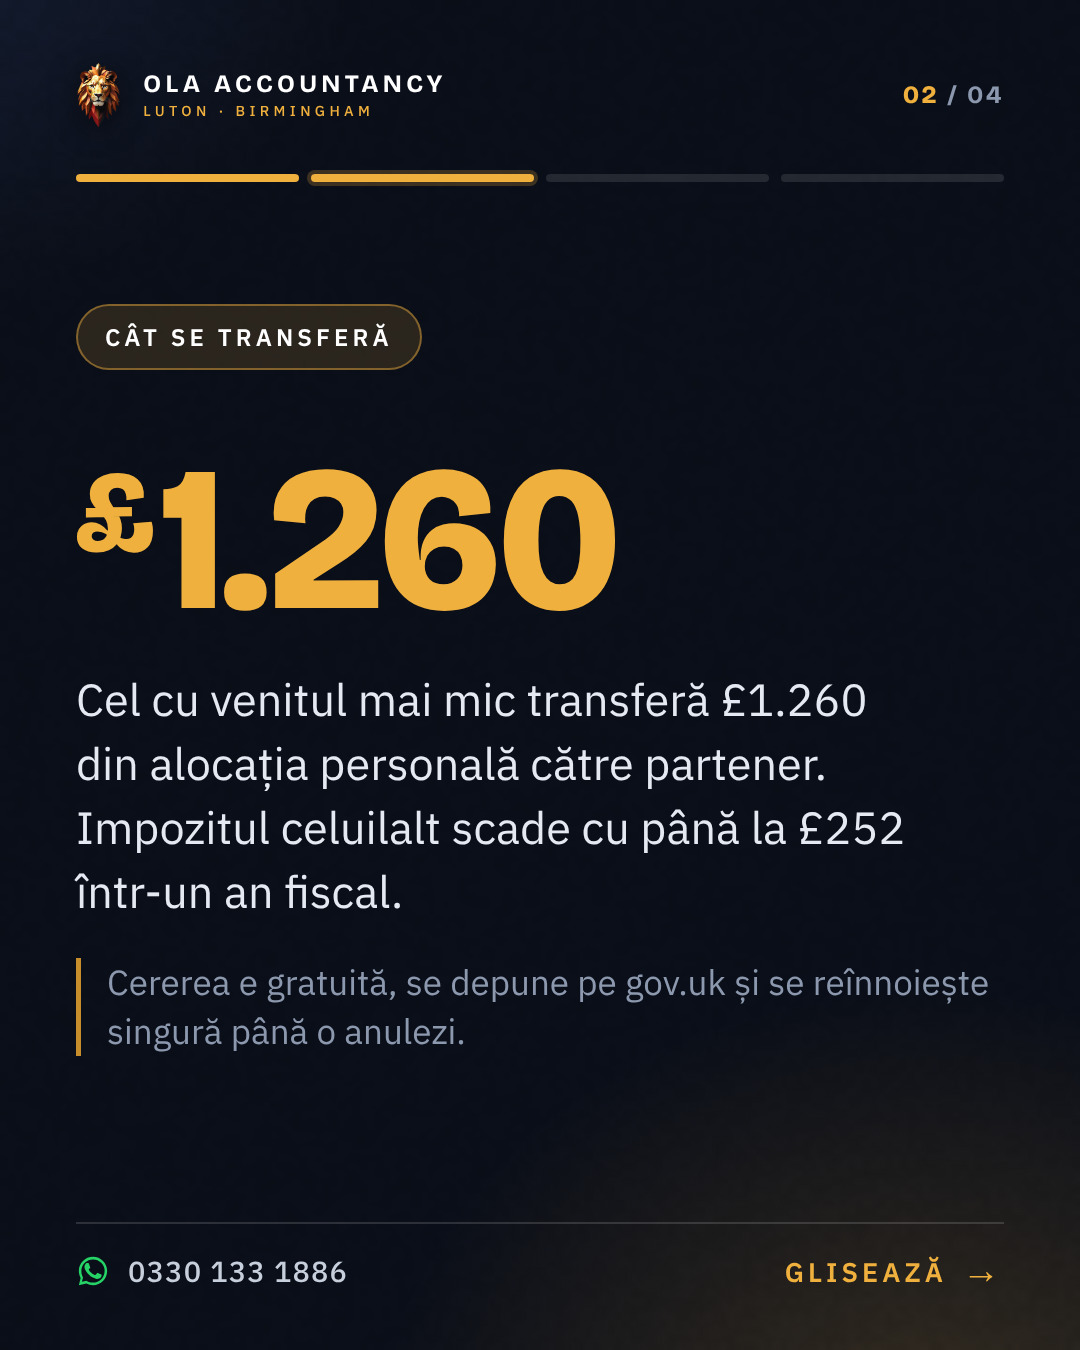 OLA ACCOUNTANCY
LUTON · BIRMINGHAM
02 / 04
CÂT SE TRANSFERĂ
£1.260
Cel cu venitul mai mic transferă £1.260
din alocația personală către partener.
Impozitul celuilalt scade cu până la £252
într-un an fiscal.
Cererea e gratuită, se depune pe gov.uk și se reînnoiește
singură până o anulezi.
0330 133 1886
GLISEAZĂ →